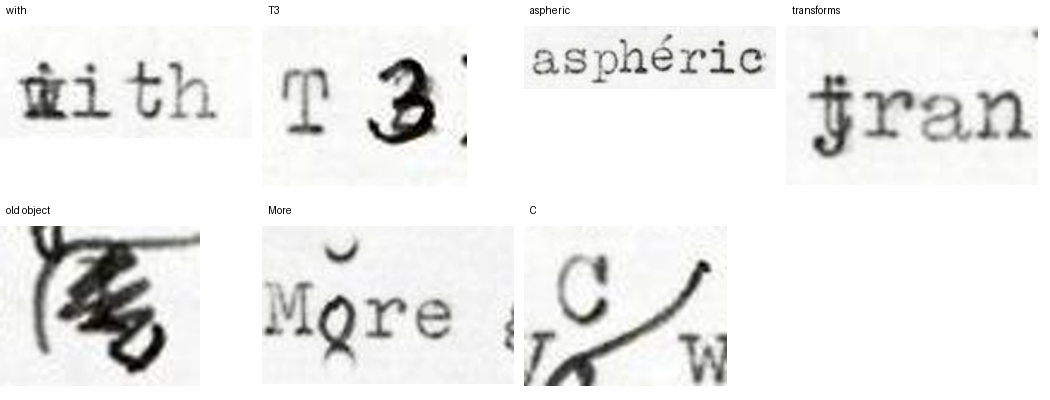 with
T3
aspheric
transforms
with
T 3
asphéric
tran
old object
More
C
More
C
W